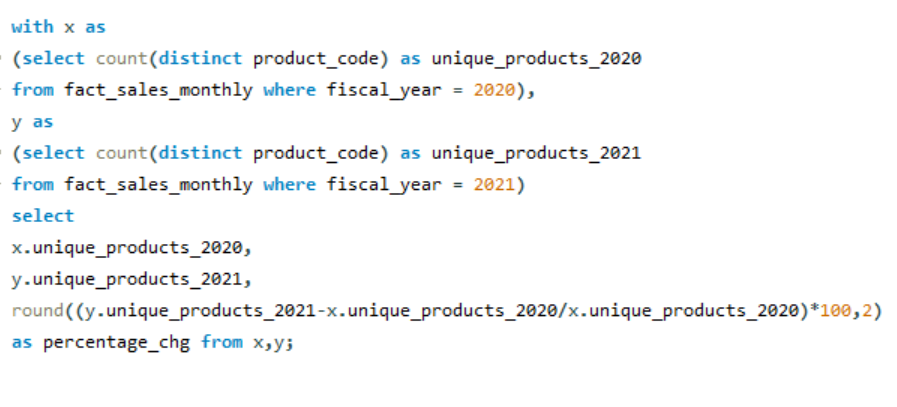 with x as
(select count(distinct product_code) as unique_products_2020
from fact_sales_monthly where fiscal_year = 2020),
y as
(select count(distinct product_code) as unique_products_2021
from fact_sales_monthly where fiscal_year = 2021)
select
x.unique_products_2020,
y.unique_products_2021,
round((y.unique_products_2021-x.unique_products_2020/x.unique_products_2020)*100,2)
as percentage_chg from x,y;